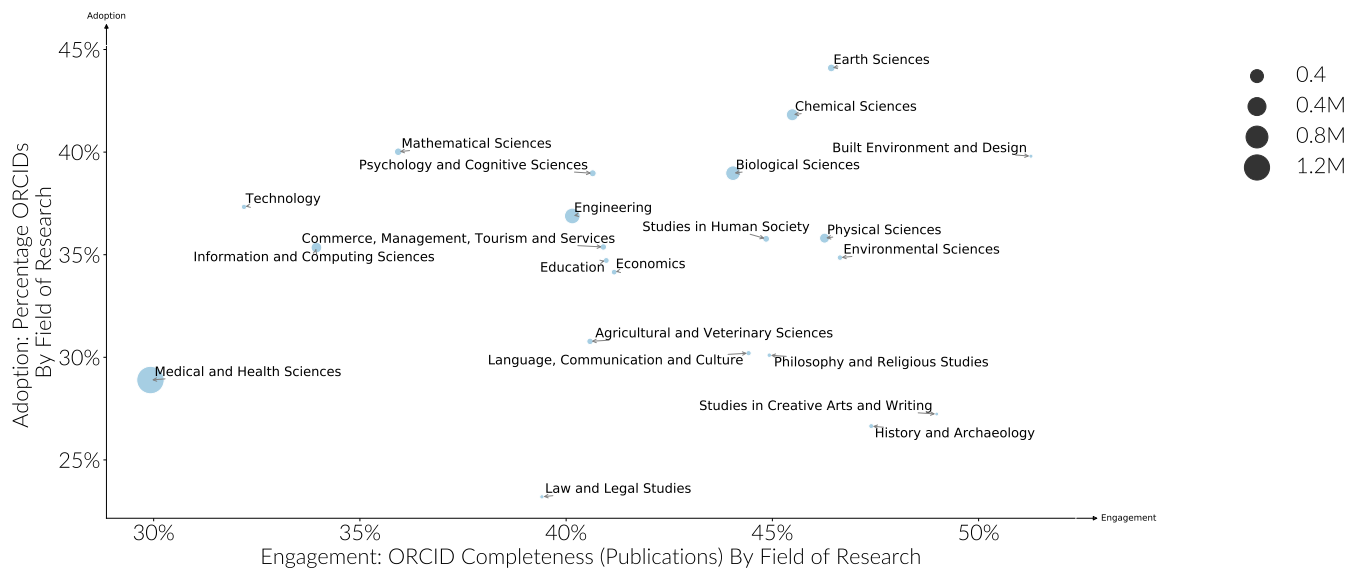 Adoption
45%
40%
35%
30%
25%
Adoption: Percentage ORCIDs
By Field of Research
Earth Sciences
Chemical Sciences
Mathematical Sciences
Built Environment and Design
Psychology and Cognitive Sciences
Biological Sciences
Technology
Engineering
Studies in Human Society
Physical Sciences
Commerce, Management, Tourism and Services
Environmental Sciences
Information and Computing Sciences
Education
Economics
Agricultural and Veterinary Sciences
Language, Communication and Culture
Philosophy and Religious Studies
Medical and Health Sciences
Studies in Creative Arts and Writing
History and Archaeology
Law and Legal Studies
30%
35%
40%
45%
50%
Engagement
Engagement: ORCID Completeness (Publications) By Field of Research
0.4
0.4M
0.8M
1.2M